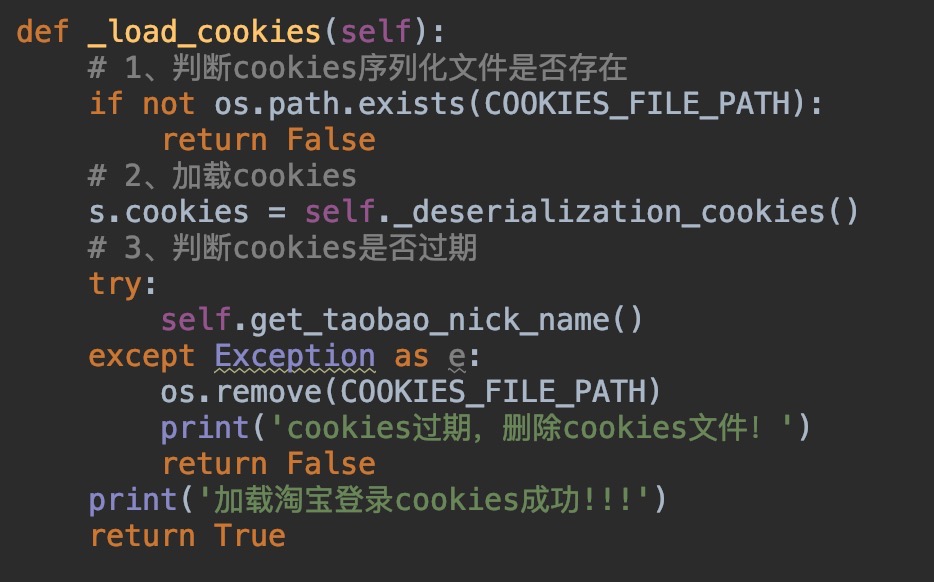 def _load_cookies(self):
    # 1、判断cookies序列化文件是否存在
    if not os.path.exists(COOKIES_FILE_PATH):
        return False
    # 2、加载cookies
    s.cookies = self._deserialization_cookies()
    # 3、判断cookies是否过期
    try:
        self.get_taobao_nick_name()
    except Exception as e:
        os.remove(COOKIES_FILE_PATH)
        print('cookies过期，删除cookies文件！')
        return False
    print('加载淘宝登录cookies成功!!!')
    return True